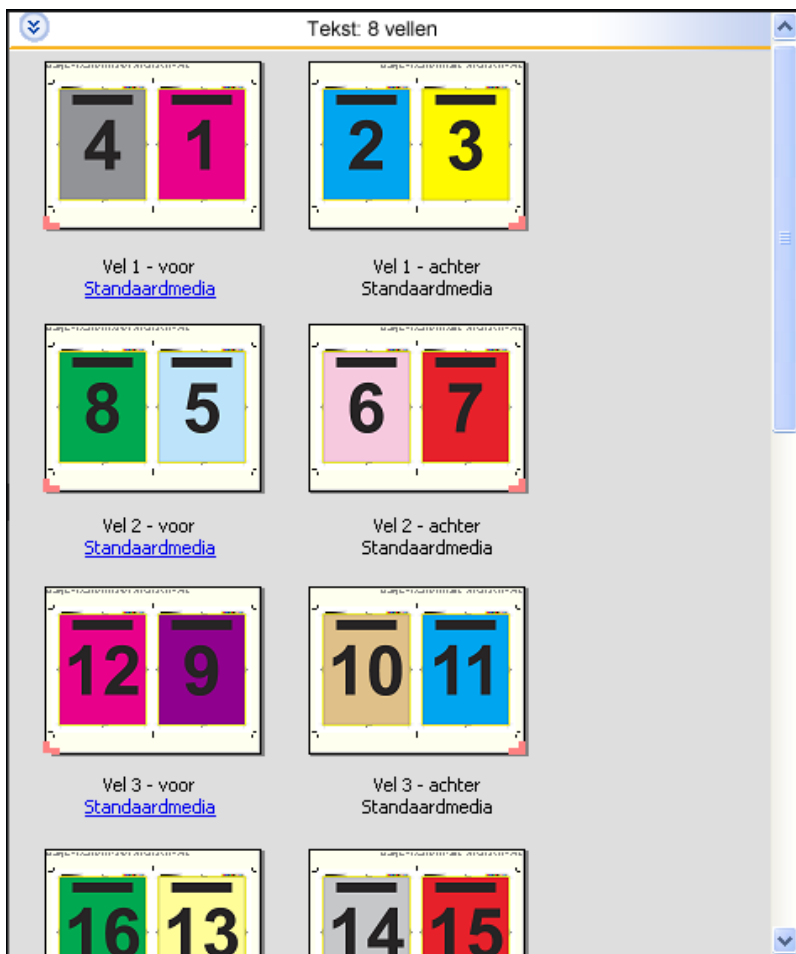 Tekst: 8 vellen
4 1 2 3
Vel 1 - voor Vel 1 - achter
Standaardmedia Standaardmedia
8 5 6 7
Vel 2 - voor Vel 2 - achter
Standaardmedia Standaardmedia
12 9 10 11
Vel 3 - voor Vel 3 - achter
Standaardmedia Standaardmedia
16 13 14 15